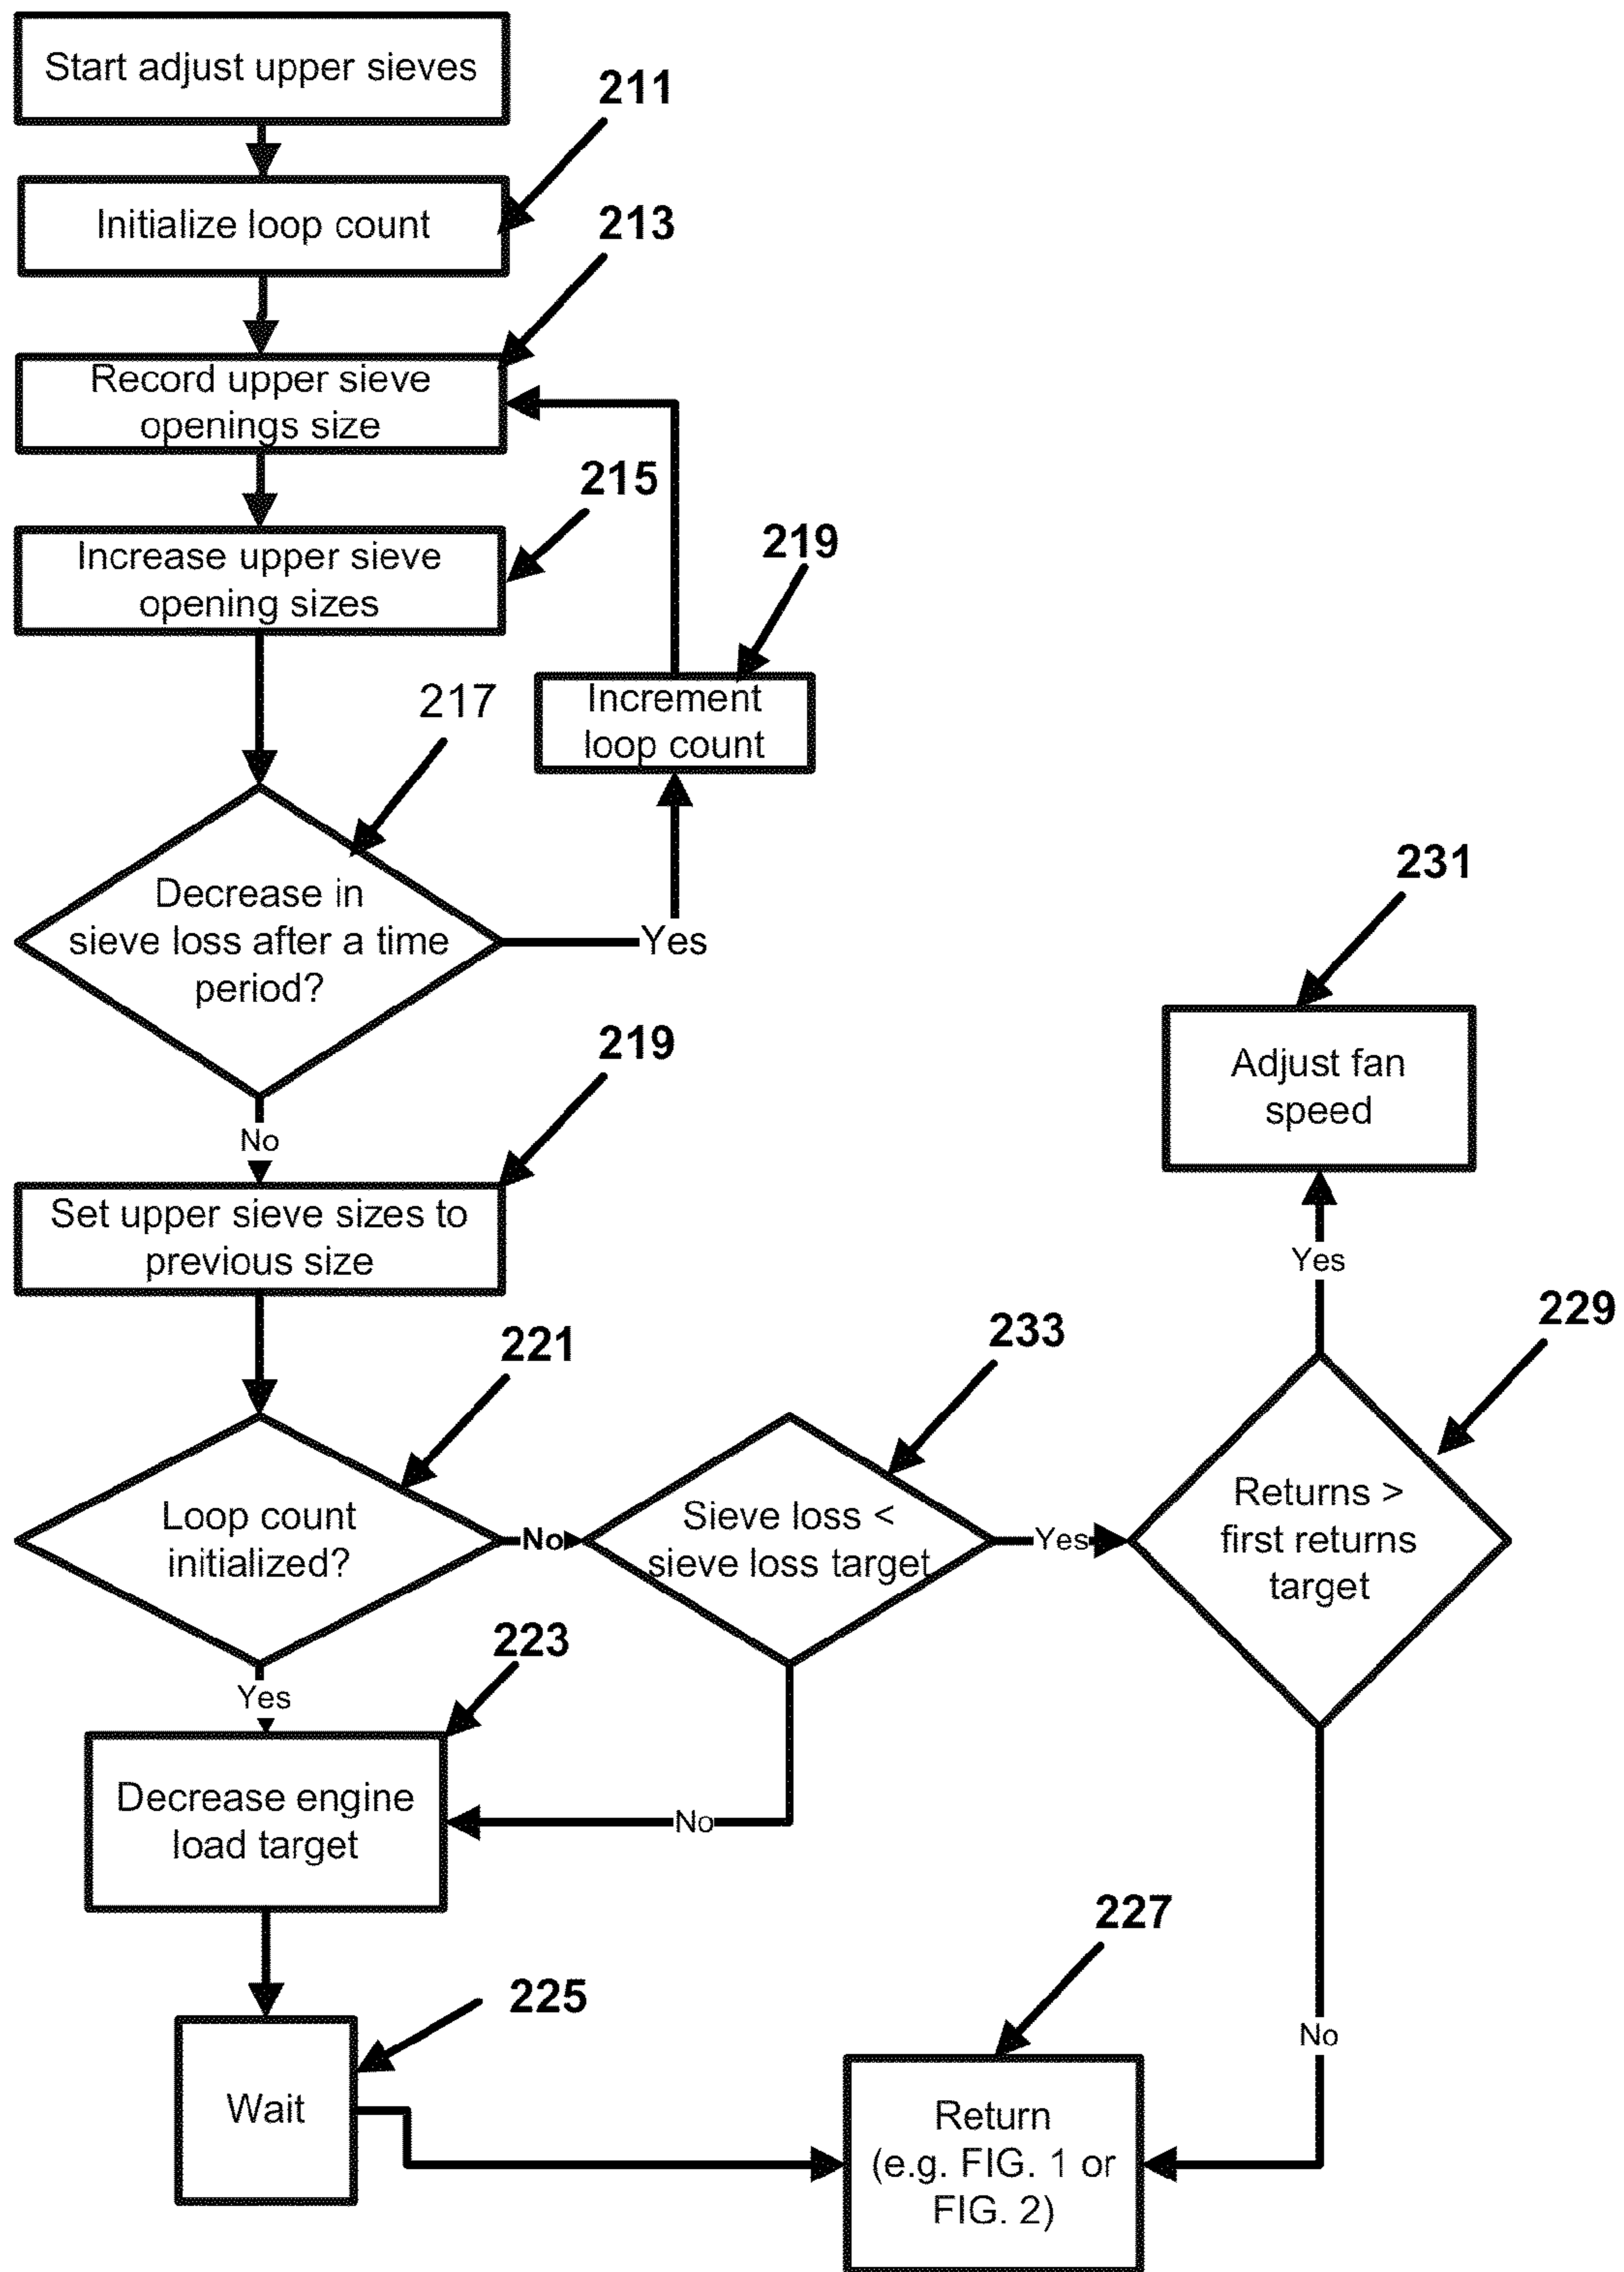 Start adjust upper sieves
211
Initialize loop count
213
Record upper sieve
openings size
215
Increase upper sieve
opening sizes
219
Increment
loop count
217
Decrease in
sieve loss after a time
period?
Yes
231
Adjust fan
speed
219
No
Set upper sieve sizes to
previous size
Yes
229
221
233
Loop count
initialized?
No
Sieve loss <
sieve loss target
Yes
Returns >
first returns
target
223
Yes
Decrease engine
load target
No
227
225
No
Wait
Return
(e.g. FIG. 1 or
FIG. 2)